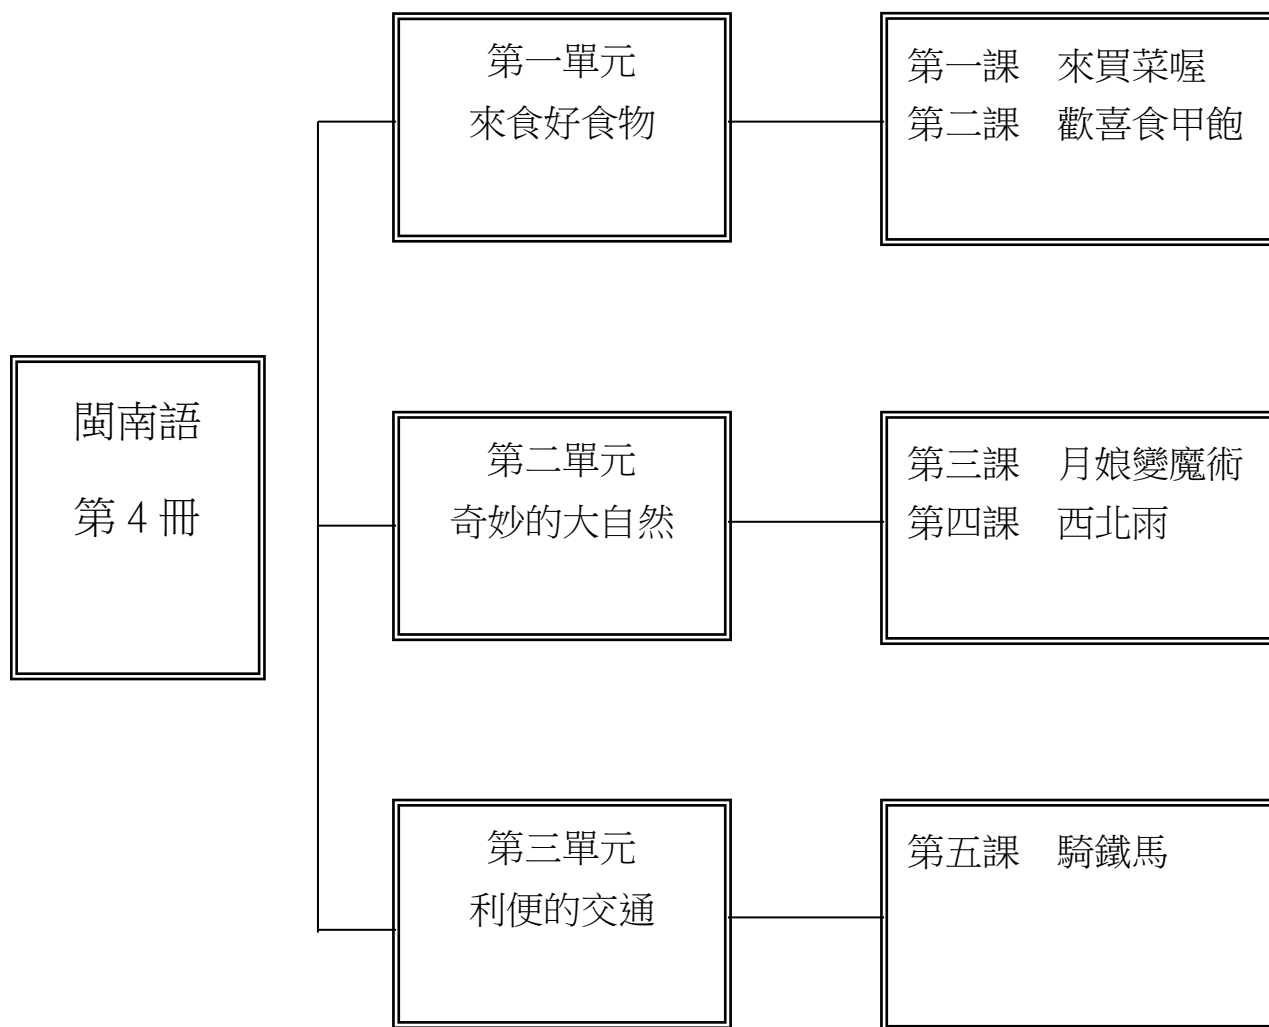 閩南語
第 4 冊
第一單元
來食好食物
第一課　來買菜喔
第二課　歡喜食甲飽
第二單元
奇妙的大自然
第三課　月娘變魔術
第四課　西北雨
第三單元
利便的交通
第五課　騎鐵馬